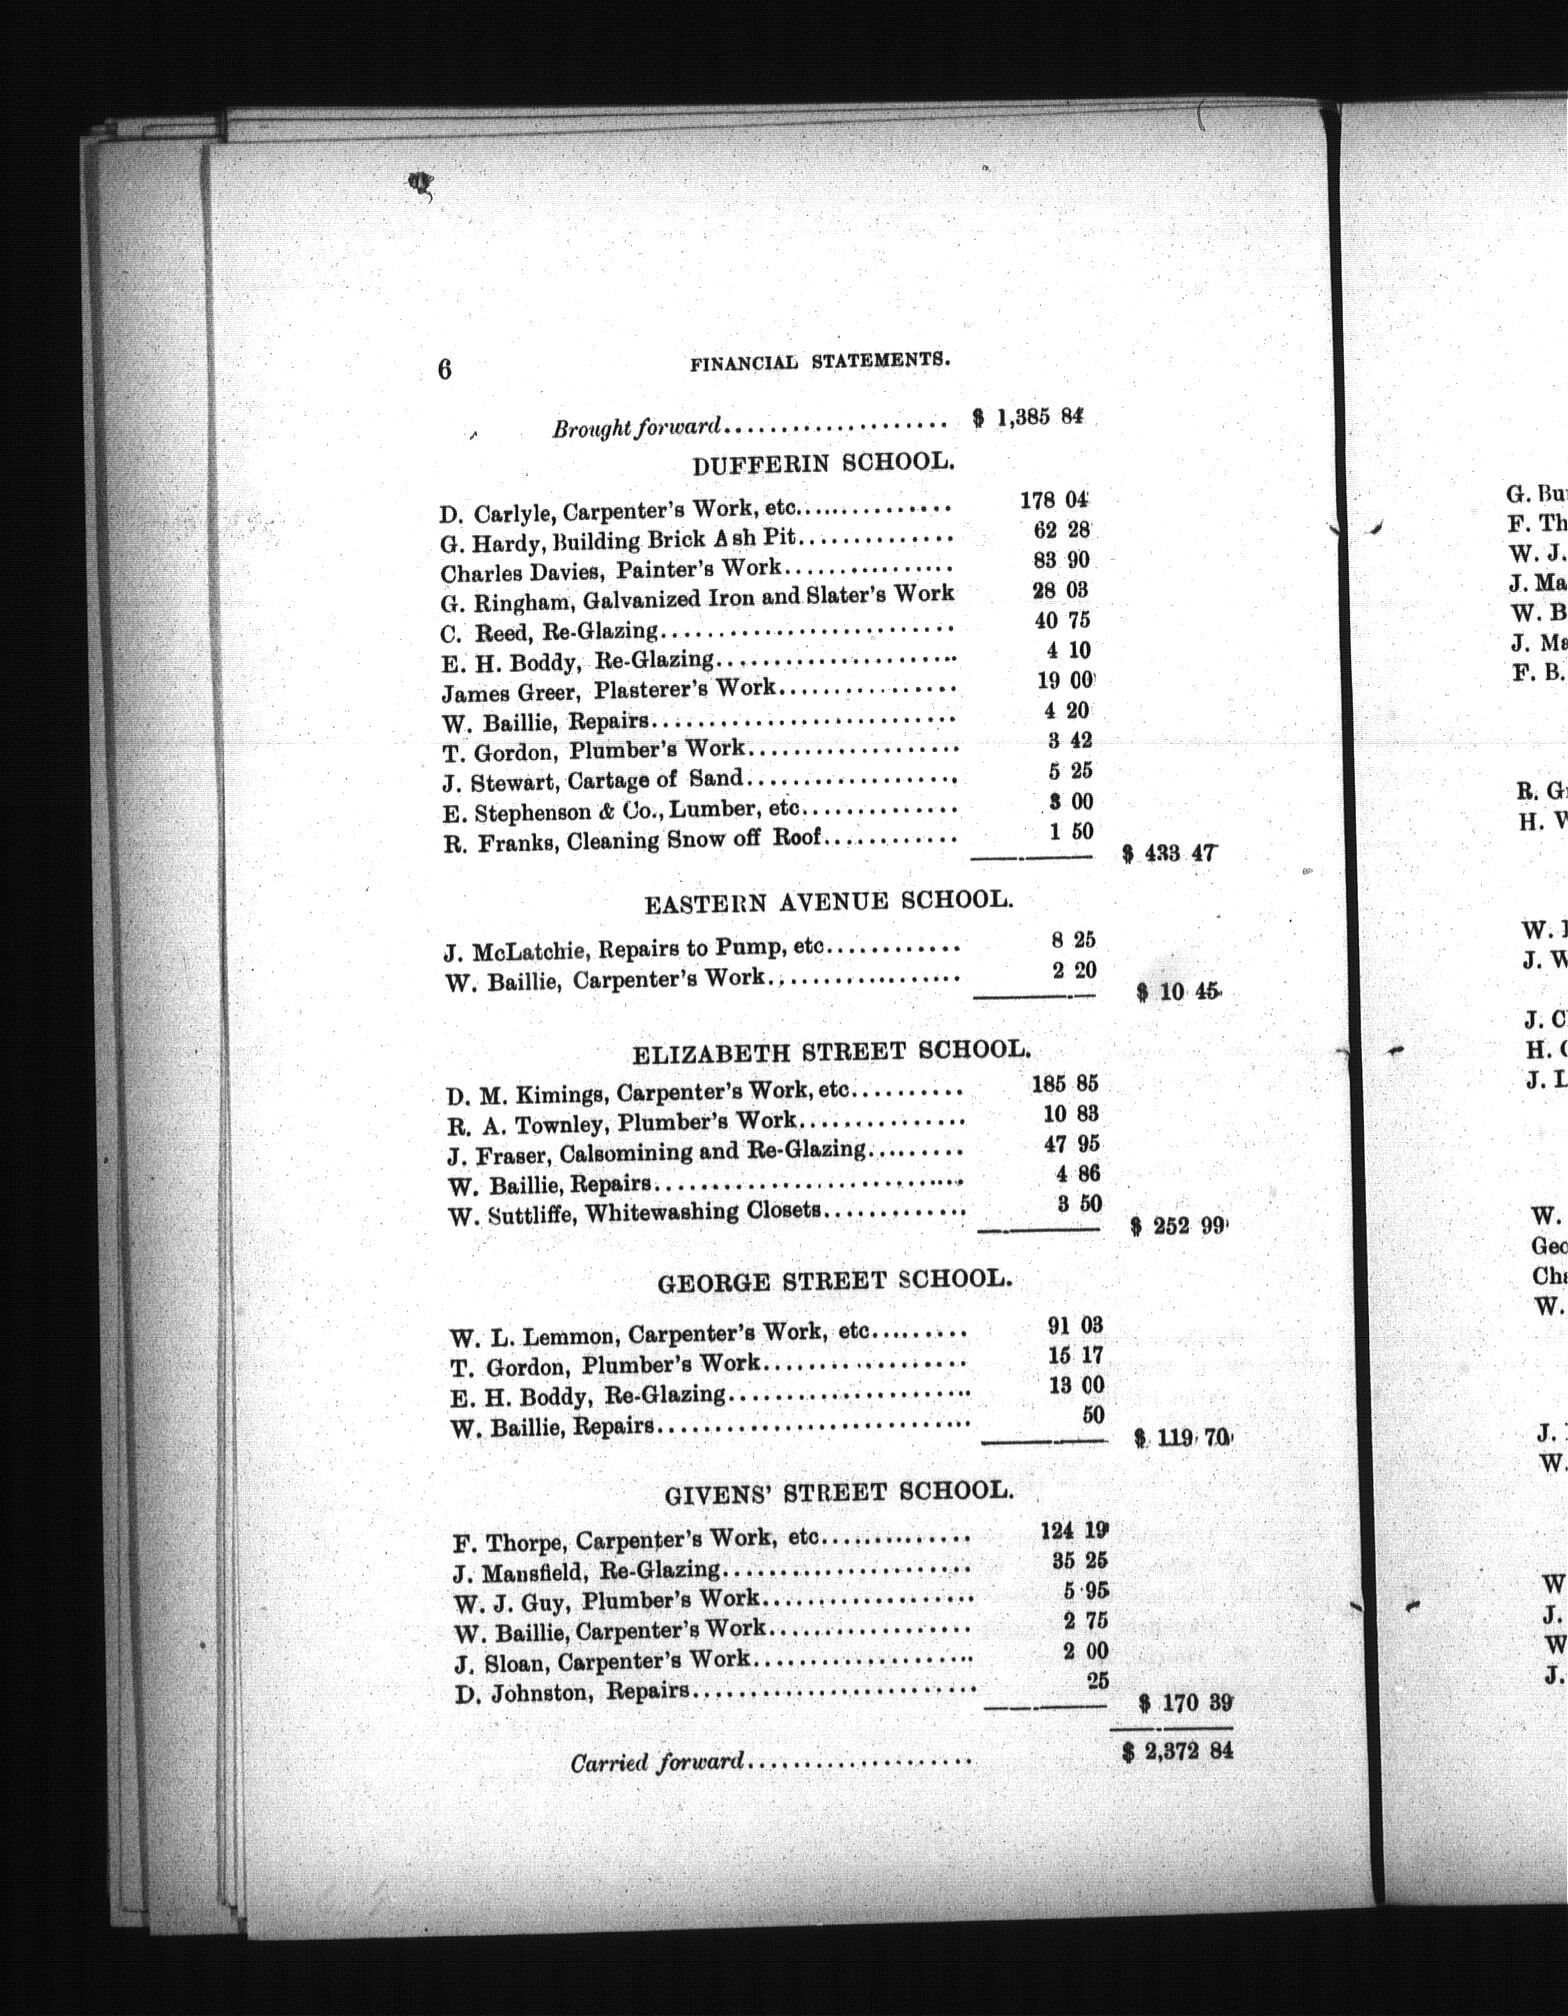 6 FINANCIAL STATEMENTS.
Brought forward.................... $ 1,385 84
DUFFERIN SCHOOL.
D. Carlyle, Carpenter's Work, etc.............. 178 04
G. Hardy, Building Brick Ash Pit.............. 62 28
Charles Davies, Painter's Work................ 83 90
G. Ringham, Galvanized Iron and Slater's Work 28 03
C. Reed, Re-Glazing.......................... 40 75
E. H. Boddy, Re-Glazing..................... 4 10
James Greer, Plasterer's Work................ 19 00
W. Baillie, Repairs........................... 4 20
T. Gordon, Plumber's Work................... 3 42
J. Stewart, Cartage of Sand................... 5 25
E. Stephenson & Co., Lumber, etc.............. 3 00
R. Franks, Cleaning Snow off Roof............ 1 50
$ 433 47
EASTERN AVENUE SCHOOL.
J. McLatchie, Repairs to Pump, etc............ 8 25
W. Baillie, Carpenter's Work................. 2 20
$ 10 45
ELIZABETH STREET SCHOOL.
D. M. Kimings, Carpenter's Work, etc.......... 185 85
R. A. Townley, Plumber's Work............... 10 83
J. Fraser, Calsomining and Re-Glazing......... 47 95
W. Baillie, Repairs........................... 4 86
W. Suttliffe, Whitewashing Closets............. 3 50
$ 252 99
GEORGE STREET SCHOOL.
W. L. Lemmon, Carpenter's Work, etc......... 91 03
T. Gordon, Plumber's Work.................. 15 17
E. H. Boddy, Re-Glazing..................... 13 00
W. Baillie, Repairs........................... 50
$ 119 70
GIVENS' STREET SCHOOL.
F. Thorpe, Carpenter's Work, etc.............. 124 19
J. Mansfield, Re-Glazing...................... 35 25
W. J. Guy, Plumber's Work................... 5 95
W. Baillie, Carpenter's Work.................. 2 75
J. Sloan, Carpenter's Work................... 2 00
D. Johnston, Repairs......................... 25
$ 170 39
Carried forward.................... $ 2,372 84
G. Bu
F. Th
W. J.
J. Ma
W. B
J. Ma
F. B.
R. G
H. W
W.
J. W
J. C
H.
J. L
W.
Geo
Cha
W.
J.
W.
W
J.
W
J.